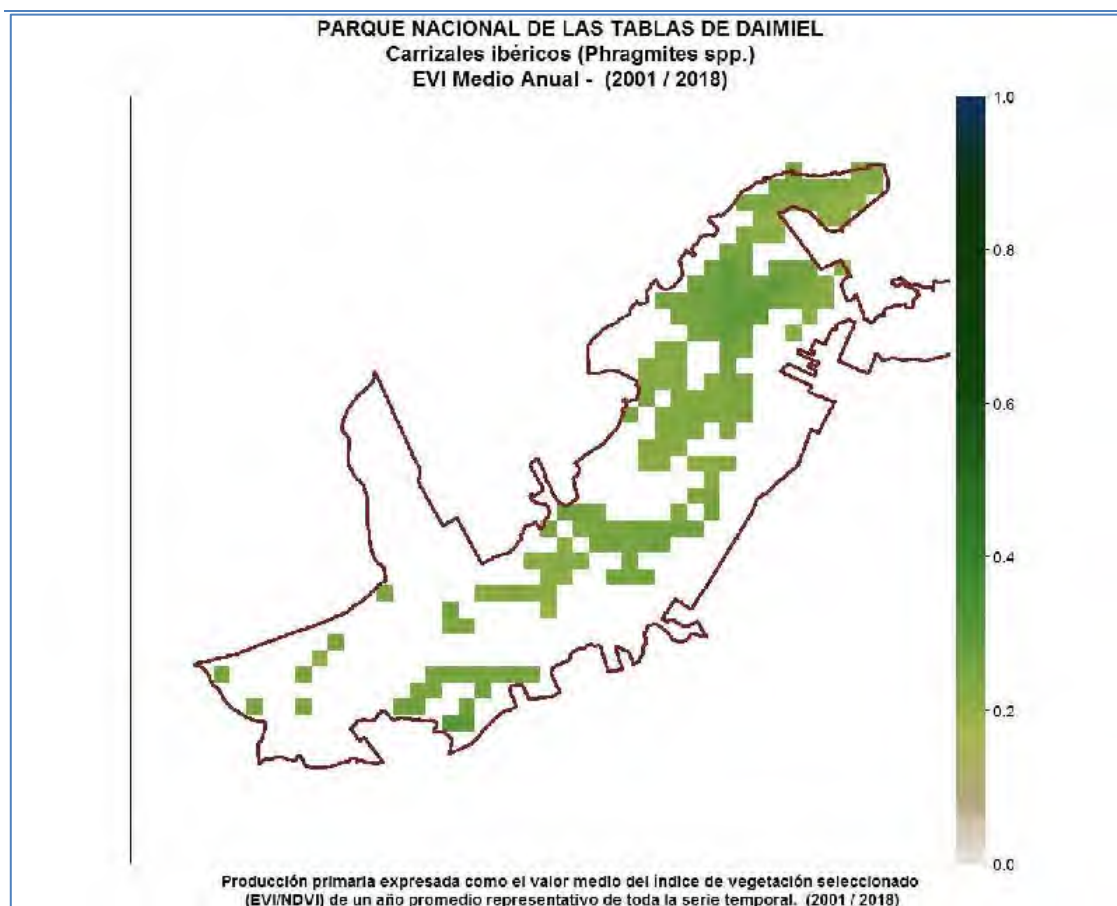 PARQUE NACIONAL DE LAS TABLAS DE DAIMIEL
Carrizales ibéricos (Phragmites spp.)
EVI Medio Anual - (2001 / 2018)
1.0
0.8
0.6
0.4
0.2
0.0
Producción primaria expresada como el valor medio del índice de vegetación seleccionado
(EVI/NDVI) de un año promedio representativo de toda la serie temporal. (2001 / 2018)